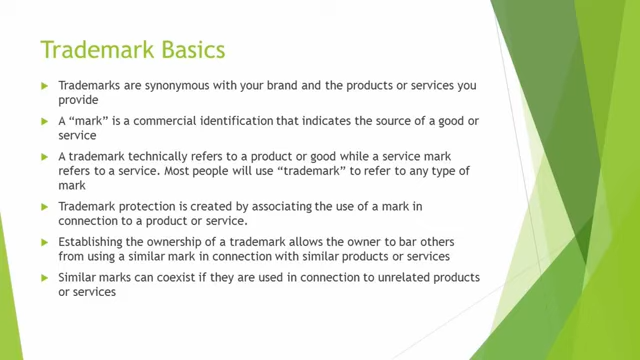 Trademark Basics
Trademarks are synonymous with your brand and the products or services you
provide
A “mark” is a commercial identification that indicates the source of a good or
service
A trademark technically refers to a product or good while a service mark
refers to a service. Most people will use “trademark” to refer to any type of
mark
Trademark protection is created by associating the use of a mark in
connection to a product or service.
Establishing the ownership of a trademark allows the owner to bar others
from using a similar mark in connection with similar products or services
Similar marks can coexist if they are used in connection to unrelated products
or services